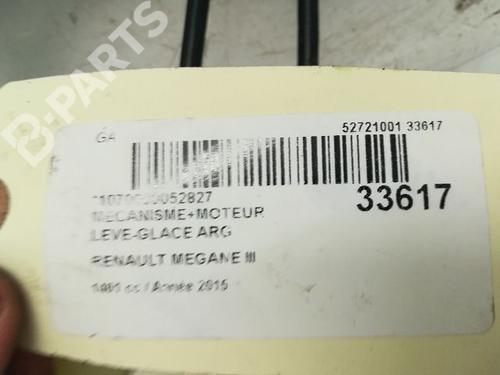 B-PARTS
GA
52721001 33617
33617
MECANISME+MOTEUR
LEVE-GLACE ARG
RENAULT MEGANE III
/ Année 2015